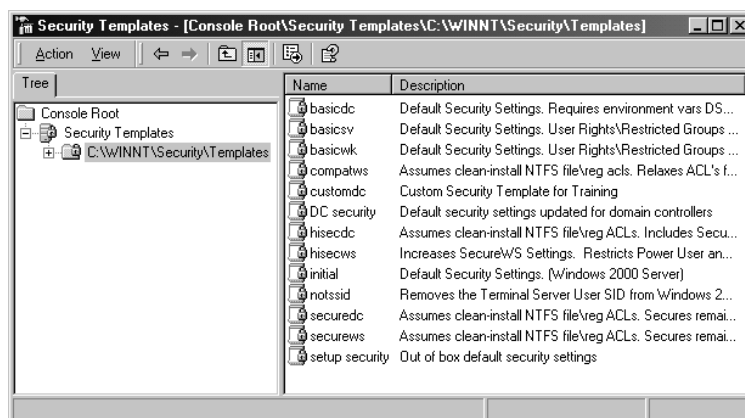 Security Templates - [Console Root\Security Templates\C:\WINNT\Security\Templates]
Action View
Tree
Console Root
Security Templates
C:\WINNT\Security\Templates
Name Description
basicdc Default Security Settings. Requires environment vars DS...
basicsv Default Security Settings. User Rights\Restricted Groups ...
basicwk Default Security Settings. User Rights\Restricted Groups ...
compatws Assumes clean-install NTFS file\reg acls. Relaxes ACL's f...
customdc Custom Security Template for Training
DC security Default security settings updated for domain controllers
hisecdc Assumes clean-install NTFS file\reg ACLs. Includes Secu...
hisecws Increases SecureWS Settings. Restricts Power User an...
initial Default Security Settings. (Windows 2000 Server)
notssid Removes the Terminal Server User SID from Windows 2...
securedc Assumes clean-install NTFS file\reg ACLs. Secures remai...
securews Assumes clean-install NTFS file\reg ACLs. Secures remai...
setup security Out of box default security settings